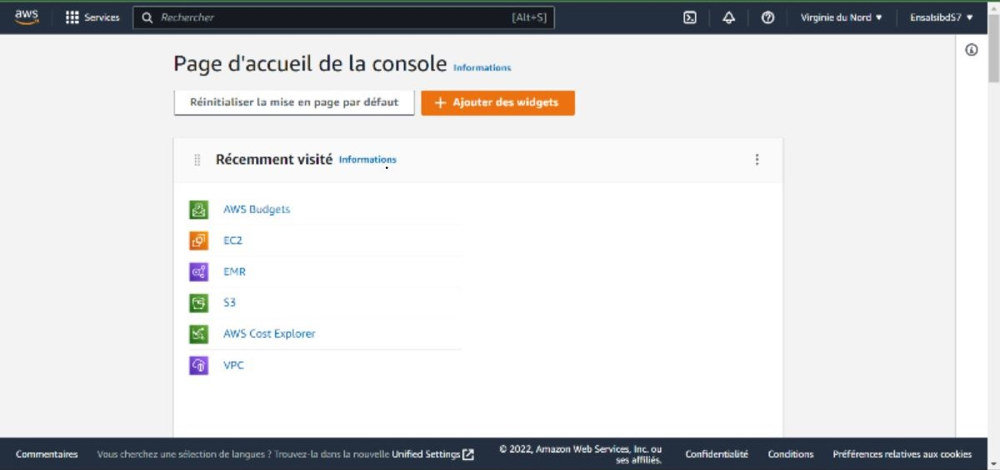 aws Services Rechercher [Alt+S] Virginie du Nord EnsalsibdS7
Page d'accueil de la console Informations
Réinitialiser la mise en page par défaut + Ajouter des widgets
Récemment visité Informations
AWS Budgets
EC2
EMR
S3
AWS Cost Explorer
VPC
Commentaires Vous cherchez une sélection de langues ? Trouvez-la dans la nouvelle Unified Settings © 2022, Amazon Web Services, Inc. ou
ses affiliés. Confidentialité Conditions Préférences relatives aux cookies